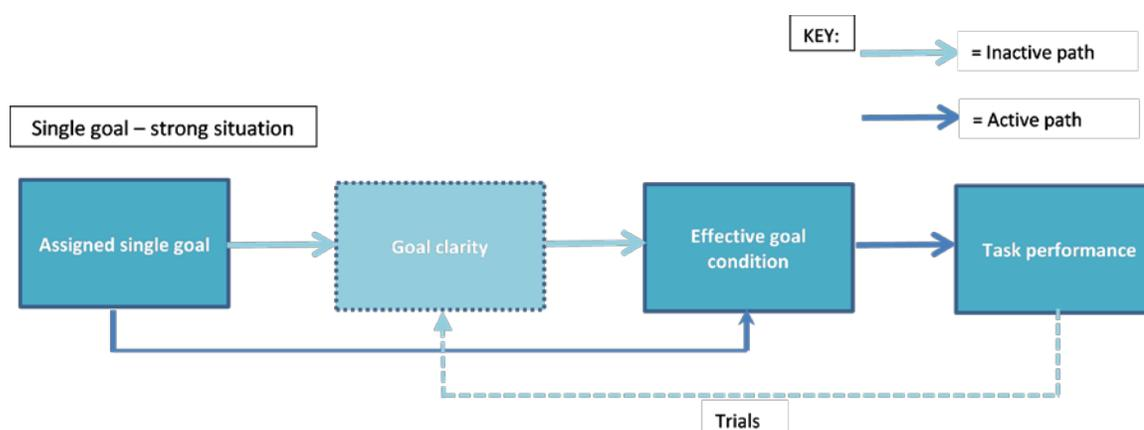 KEY:
= Inactive path
= Active path
Single goal – strong situation
Assigned single goal
Goal clarity
Effective goal
condition
Task performance
Trials